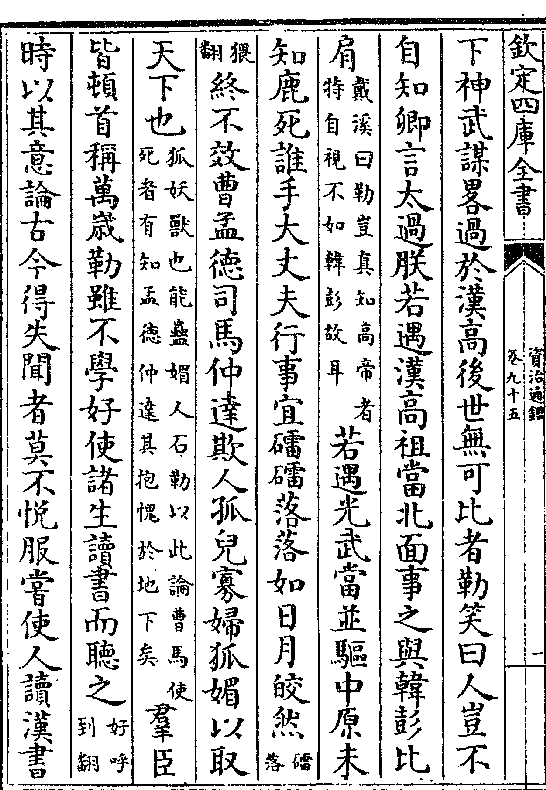 欽定四庫全書
資治通鑑
卷九十五
一
下神武謀畧過於漢高後世無可比者勒笑曰人豈不
自知卿言太過朕若遇漢高祖當北面事之與韓彭比
肩戴溪曰勒豈真知高帝者特自視不如韓彭故耳若遇光武當並驅中原未
知鹿死誰手大丈夫行事宜礌礌落落如日月皎然礌落
猥翻終不效曹孟德司馬仲達欺人孤兒寡婦狐媚以取
天下也狐妖獸也能蠱媚人石勒以此論曹馬使死者有知孟德仲達其抱愧於地下矣羣臣
皆頓首稱萬歳勒雖不學好使諸生讀書而聽之好呼到翻
時以其意論古今得失聞者莫不悦服嘗使人讀漢書